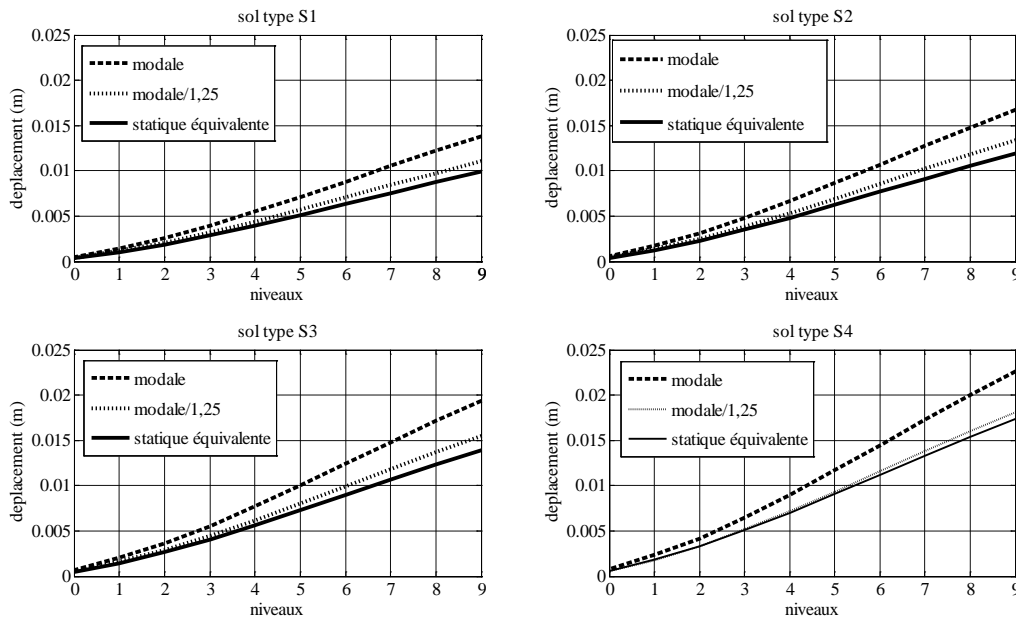 sol type S1
0.025
0.02
0.015
0.01
0.005
0
deplacement (m)
modale
modale/1,25
statique équivalente
0 1 2 3 4 5 6 7 8 9
niveaux
sol type S2
0.025
0.02
0.015
0.01
0.005
0
deplacement (m)
modale
modale/1,25
statique équivalente
0 1 2 3 4 5 6 7 8 9
niveaux
sol type S3
0.025
0.02
0.015
0.01
0.005
0
deplacement (m)
modale
modale/1,25
statique équivalente
0 1 2 3 4 5 6 7 8 9
niveaux
sol type S4
0.025
0.02
0.015
0.01
0.005
0
deplacement (m)
modale
modale/1,25
statique équivalente
0 1 2 3 4 5 6 7 8 9
niveaux